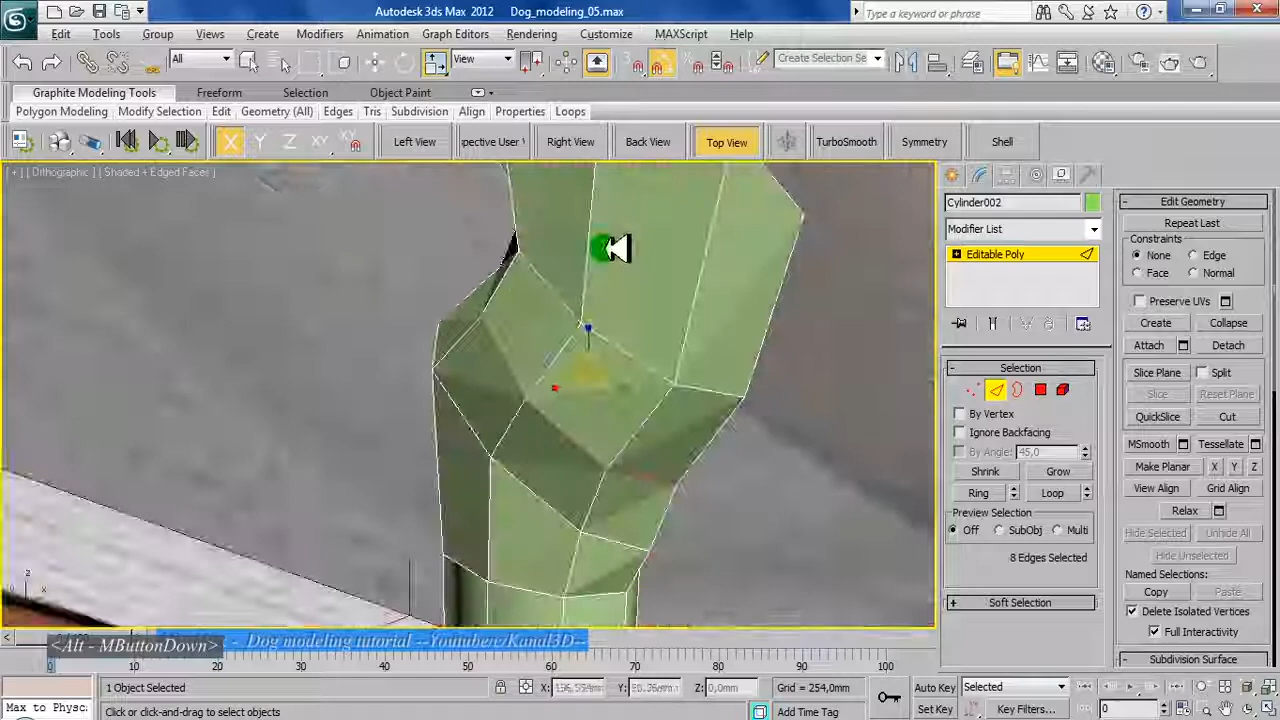 Autodesk 3ds Max 2012 Dog_modeling_05.max
Type a keyword or phrase
Edit Tools Group Views Create Modifiers Animation Graph Editors Rendering Customize MAXScript Help
All View Create Selection Se
Graphite Modeling Tools Freeform Selection Object Paint
Polygon Modeling Modify Selection Edit Geometry (All) Edges Tris Subdivision Align Properties Loops
X Y Z XY XY Left View pective User V Right View Back View Top View TurboSmooth Symmetry Shell
[ + ] [ Orthographic ] [ Shaded + Edged Faces ]
Cylinder002
Modifier List
Editable Poly
Selection
By Vertex
Ignore Backfacing
By Angle: 45,0
Shrink Grow
Ring Loop
Preview Selection
Off SubObj Multi
8 Edges Selected
Soft Selection
Edit Geometry
Repeat Last
Constraints
None Edge
Face Normal
Preserve UVs
Create Collapse
Attach Detach
Slice Plane Split
Slice Reset Plane
QuickSlice Cut
MSmooth Tessellate
Make Planar X Y Z
View Align Grid Align
Relax
Hide Selected Unhide All
Hide Unselected
Named Selections:
Copy Paste
Delete Isolated Vertices
Full Interactivity
Subdivision Surface
z
x
<Alt - MButtonDown> - Dog modeling tutorial --Youtube/c/Kanal3D--
0 10 20 30 40 50 60 70 80 90 100
1 Object Selected X: Y: Z: 0,0mm Grid = 254,0mm Auto Key Selected
Max to Physc Click or click-and-drag to select objects Add Time Tag Set Key Key Filters... 0